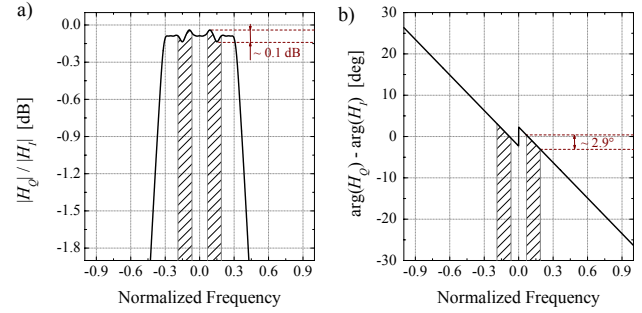 a)
|H_Q| / |H_I| [dB]
0.0
-0.3
-0.6
-0.9
-1.2
-1.5
-1.8
~ 0.1 dB
-0.9 -0.6 -0.3 0.0 0.3 0.6 0.9
Normalized Frequency
b)
arg(H_Q) - arg(H_I) [deg]
30
20
10
0
-10
-20
-30
~ 2.9°
-0.9 -0.6 -0.3 0.0 0.3 0.6 0.9
Normalized Frequency